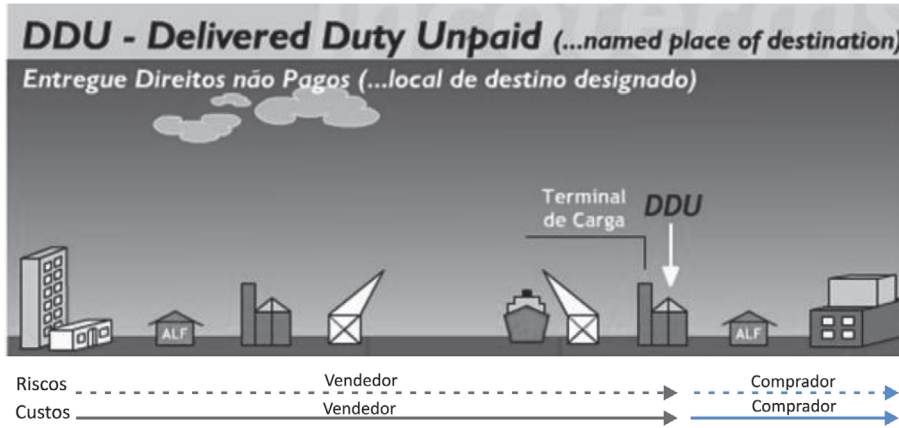 incoterms
DDU - Delivered Duty Unpaid (...named place of destination)
Entregue Direitos não Pagos (...local de destino designado)
Terminal
de Carga
DDU
ALF
ALF
Riscos
Vendedor
Comprador
Custos
Vendedor
Comprador